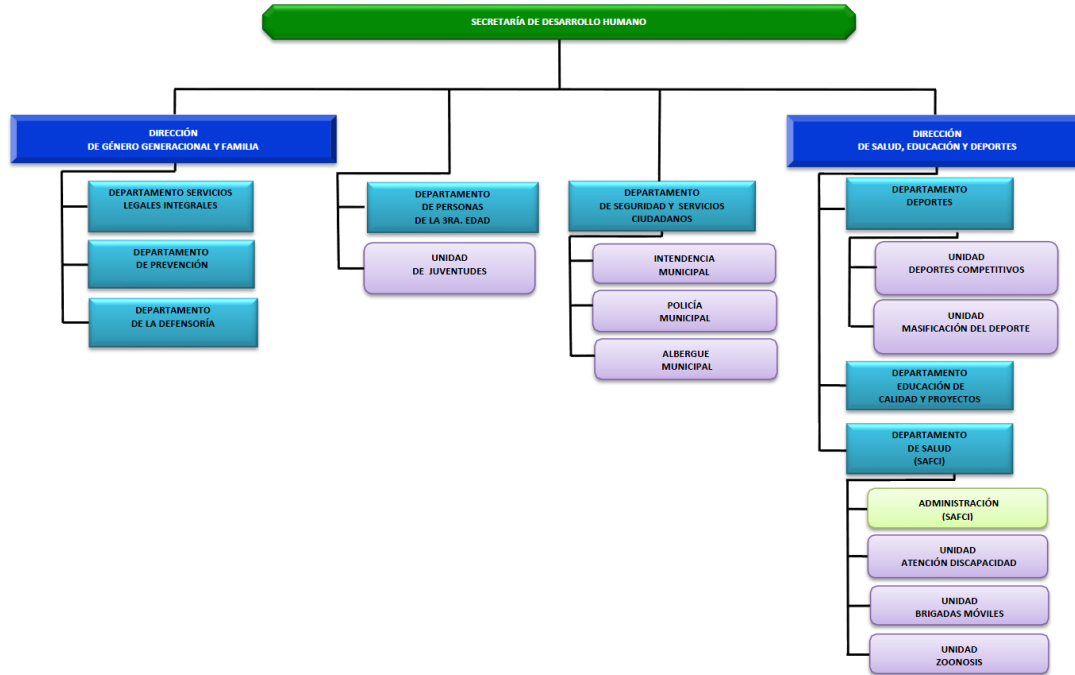 SECRETARÍA DE DESARROLLO HUMANO
DIRECCIÓN
DE GÉNERO GENERACIONAL Y FAMILIA
DEPARTAMENTO SERVICIOS
LEGALES INTEGRALES
DEPARTAMENTO
DE PREVENCIÓN
DEPARTAMENTO
DE LA DEFENSORÍA
DEPARTAMENTO
DE PERSONAS
DE LA 3RA. EDAD
UNIDAD
DE JUVENTUDES
DEPARTAMENTO
DE SEGURIDAD Y SERVICIOS
CIUDADANOS
INTENDENCIA
MUNICIPAL
POLICÍA
MUNICIPAL
ALBERGUE
MUNICIPAL
DIRECCIÓN
DE SALUD, EDUCACIÓN Y DEPORTES
DEPARTAMENTO
DEPORTES
UNIDAD
DEPORTES COMPETITIVOS
UNIDAD
MASIFICACIÓN DEL DEPORTE
DEPARTAMENTO
EDUCACIÓN DE
CALIDAD Y PROYECTOS
DEPARTAMENTO
DE SALUD
(SAFCI)
ADMINISTRACIÓN
(SAFCI)
UNIDAD
ATENCIÓN DISCAPACIDAD
UNIDAD
BRIGADAS MÓVILES
UNIDAD
ZOONOSIS